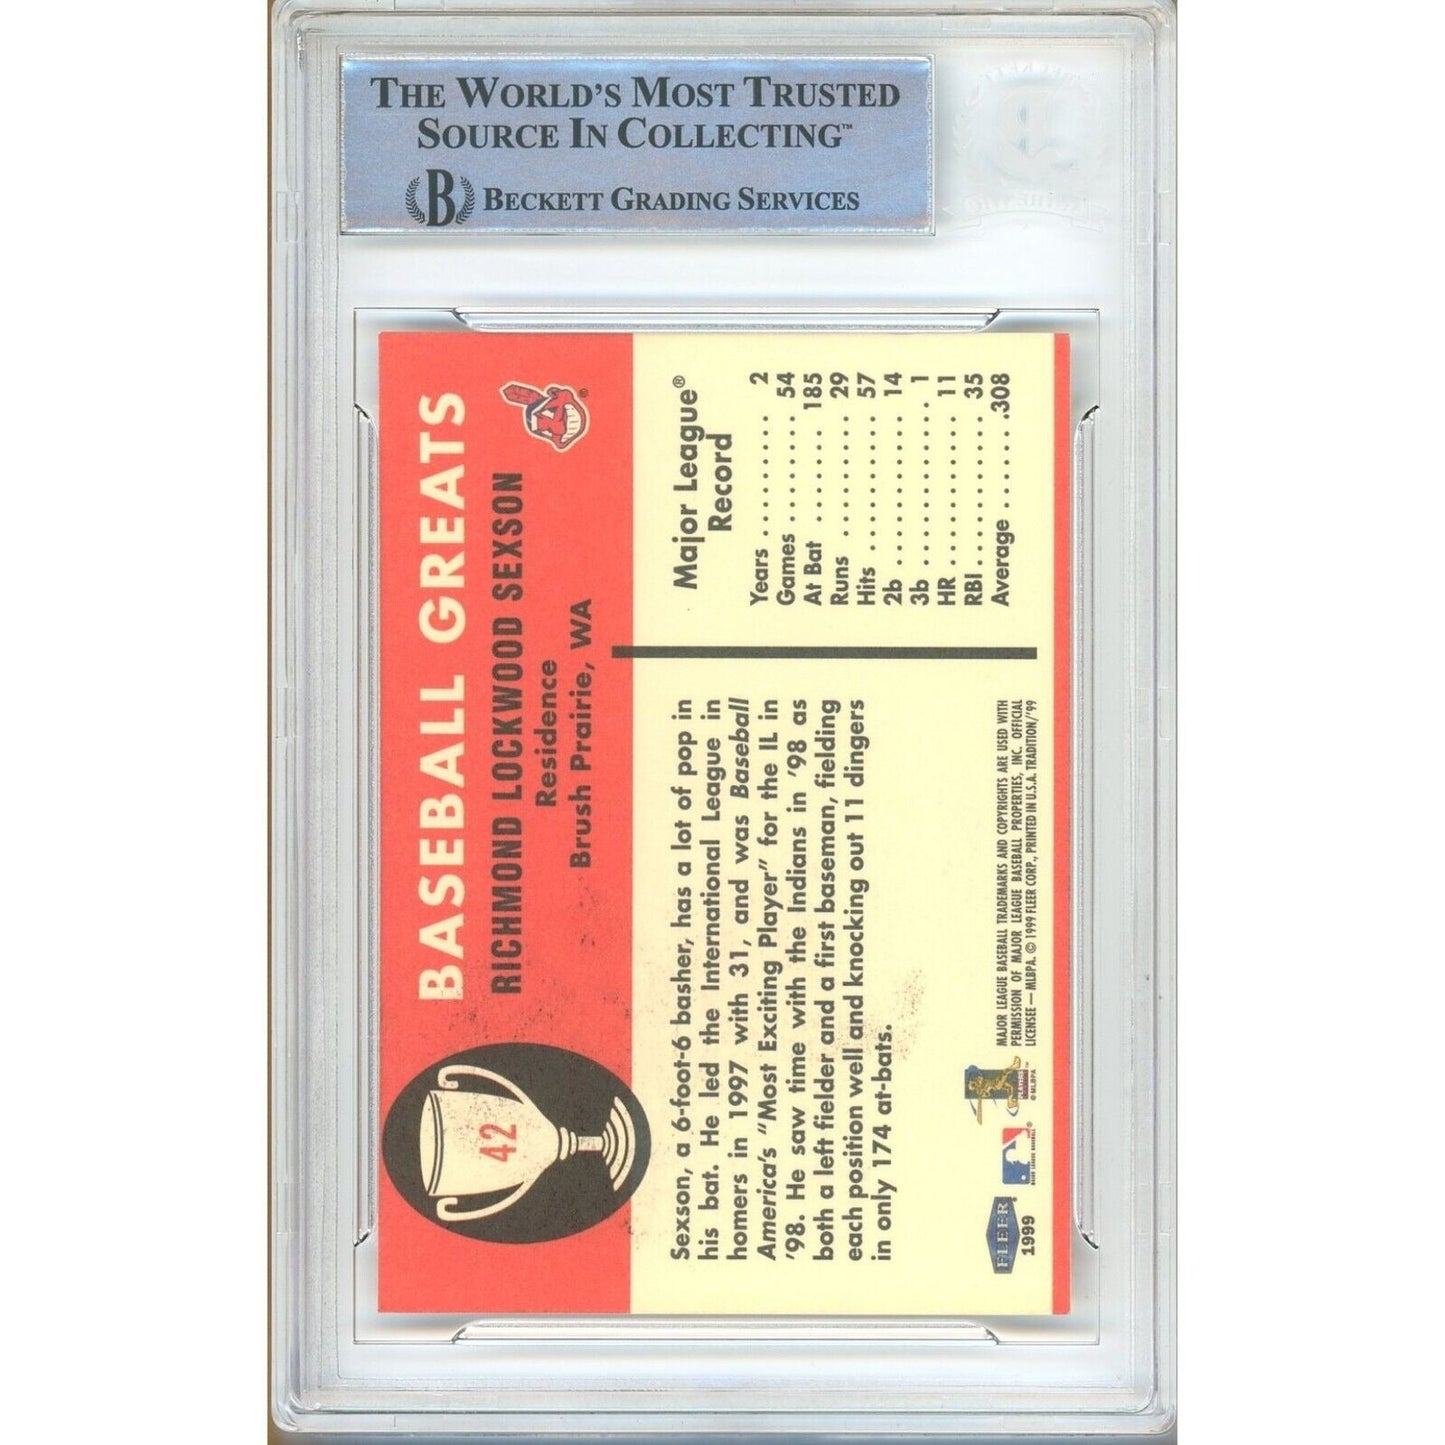 THE WORLD'S MOST TRUSTED
SOURCE IN COLLECTING™
B BECKETT GRADING SERVICES
BASEBALL GREATS
RICHMOND LOCKWOOD SEXSON
Residence
Brush Prairie, WA
®
42
Sexson, a 6-foot-6 basher, has a lot of pop in
his bat. He led the International League in
homers in 1997 with 31, and was Baseball
America's "Most Exciting Player" for the IL in
'98. He saw time with the Indians in '98 as
both a left fielder and a first baseman, fielding
each position well and knocking out 11 dingers
in only 174 at-bats.
Major League®
Record
Years . . . . . . . . . . 2
Games . . . . . . . . 54
At Bat . . . . . . . 185
Runs . . . . . . . . . 29
Hits . . . . . . . . . . 57
2b . . . . . . . . . . . 14
3b . . . . . . . . . . . . 1
HR . . . . . . . . . . . 11
RBI . . . . . . . . . . 35
Average . . . . . . .308
FLEER
1999
© MLBPA
MAJOR LEAGUE BASEBALL TRADEMARKS AND COPYRIGHTS ARE USED WITH
PERMISSION OF MAJOR LEAGUE BASEBALL PROPERTIES, INC. OFFICIAL
LICENSEE — MLBPA. © 1999 FLEER CORP., PRINTED IN U.S.A. TRADITION/'99